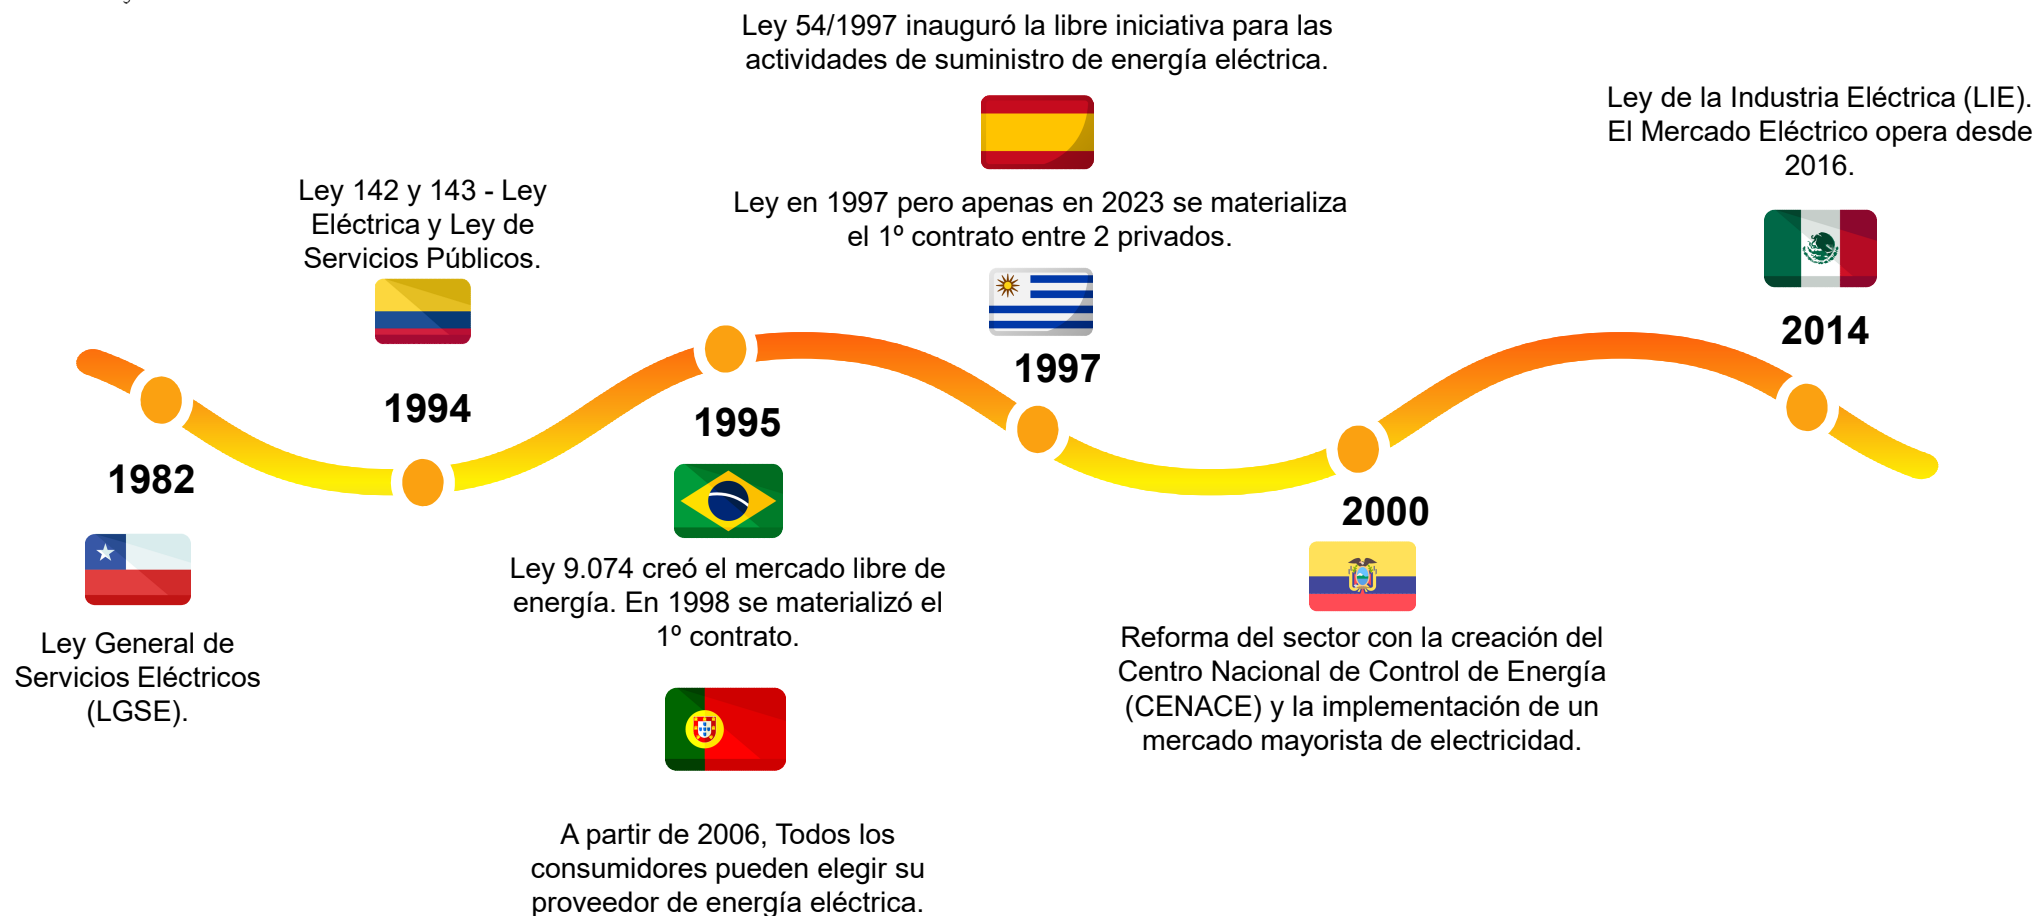 Ley 54/1997 inauguró la libre iniciativa para las
actividades de suministro de energía eléctrica.
Ley de la Industria Eléctrica (LIE).
El Mercado Eléctrico opera desde
2016.
Ley 142 y 143 - Ley
Eléctrica y Ley de
Servicios Públicos.
Ley en 1997 pero apenas en 2023 se materializa
el 1º contrato entre 2 privados.
2014
1997
1994
1995
1982
2000
Ley 9.074 creó el mercado libre de
energía. En 1998 se materializó el
1º contrato.
Ley General de
Servicios Eléctricos
(LGSE).
Reforma del sector con la creación del
Centro Nacional de Control de Energía
(CENACE) y la implementación de un
mercado mayorista de electricidad.
A partir de 2006, Todos los
consumidores pueden elegir su
proveedor de energía eléctrica.